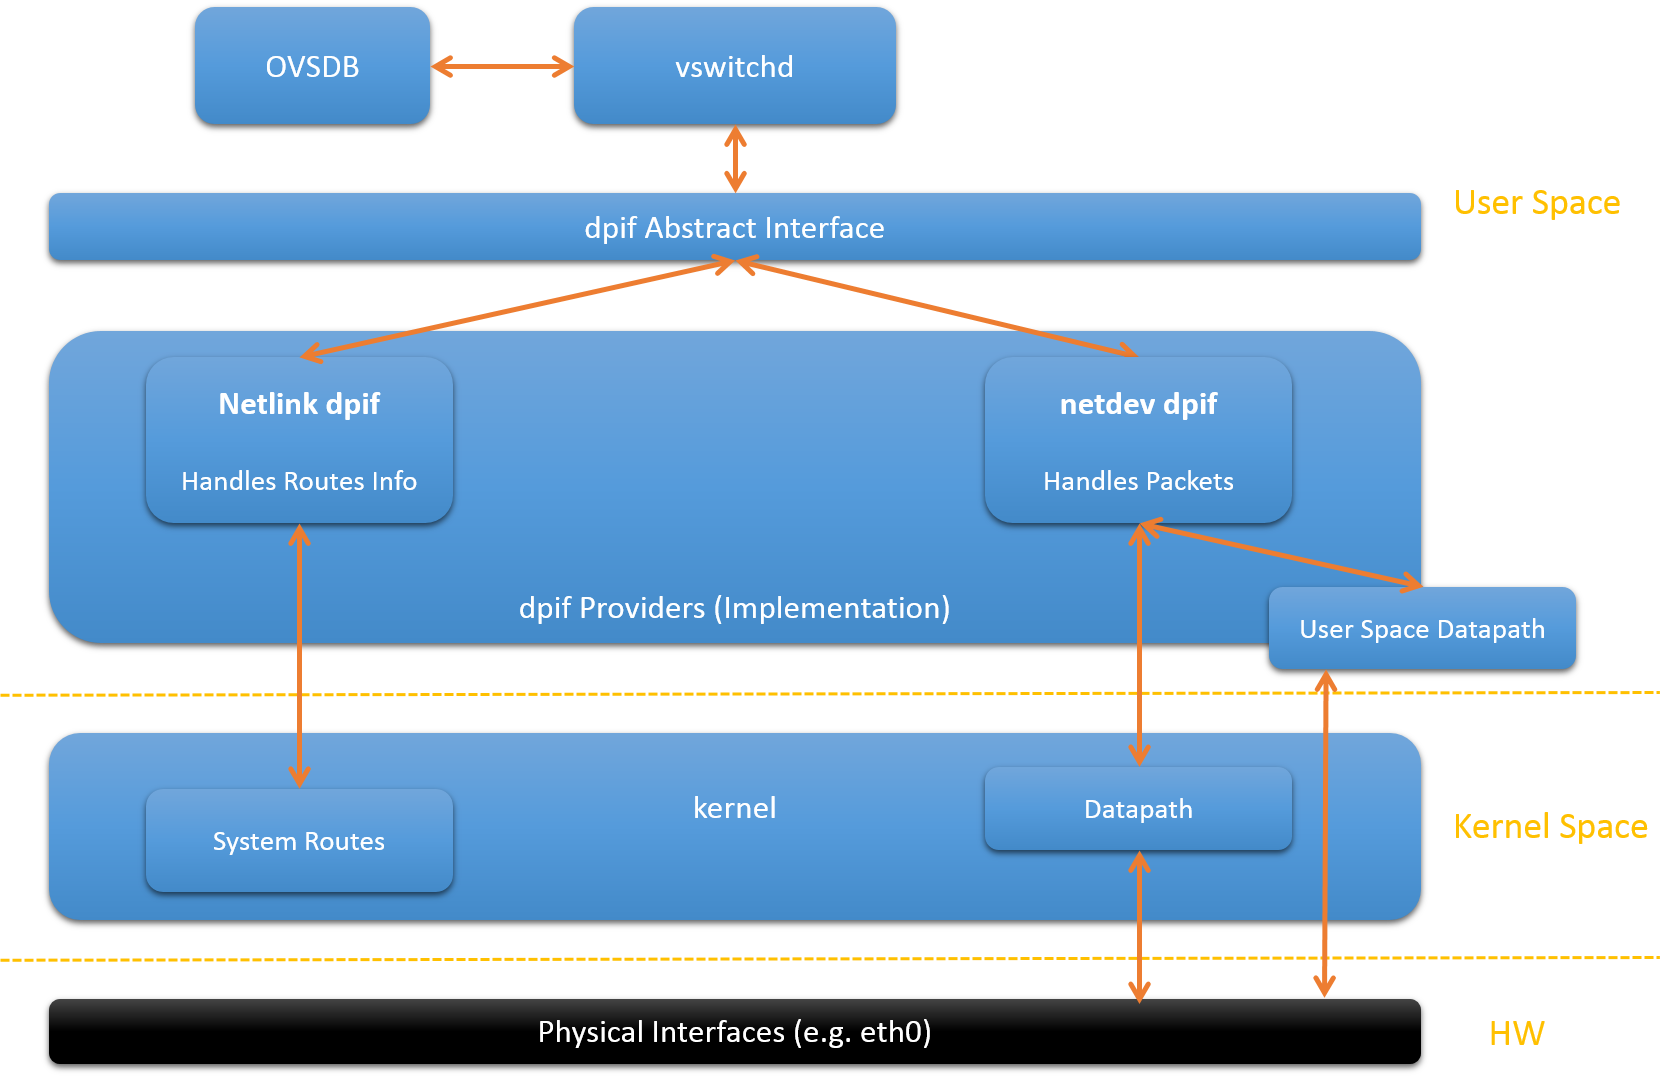 OVSDB
vswitchd
User Space
dpif Abstract Interface
Netlink dpif
Handles Routes Info
netdev dpif
Handles Packets
dpif Providers (Implementation)
User Space Datapath
kernel
System Routes
Datapath
Kernel Space
Physical Interfaces (e.g. eth0)
HW